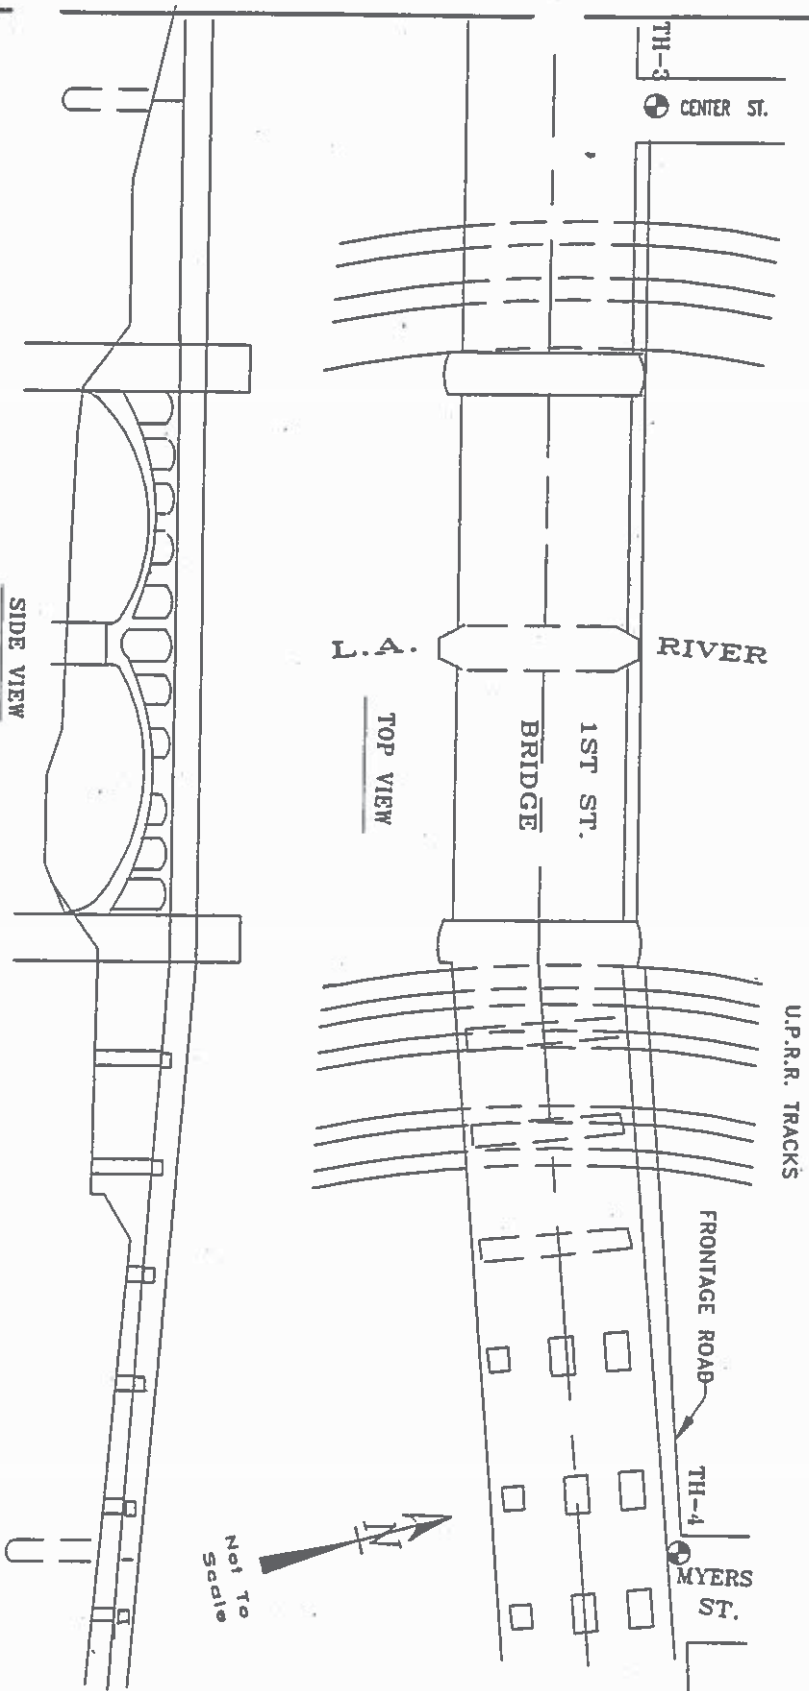 TH-3
CENTER ST.
L.A.
RIVER
1ST ST.
BRIDGE
TOP VIEW
SIDE VIEW
U.P.R.R. TRACKS
FRONTAGE ROAD
TH-4
MYERS
ST.
N
Not To
Scale